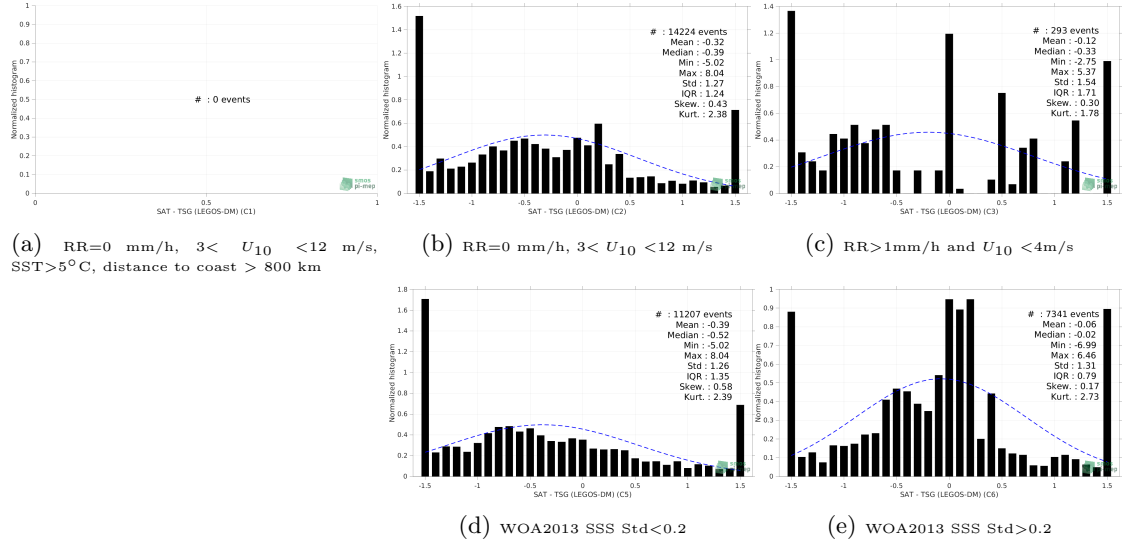 1
0.9
0.8
0.7
0.6
0.5
0.4
0.3
0.2
0.1
0
Normalized histogram
# : 0 events
0 0.5 1
SAT - TSG (LEGOS-DM) (C1)
smos
pi-mep
(a) RR=0 mm/h, 3< U10 <12 m/s,
SST>5°C, distance to coast > 800 km
1.6
1.4
1.2
1
0.8
0.6
0.4
0.2
0
Normalized histogram
# : 14224 events
Mean : -0.32
Median : -0.39
Min : -5.02
Max : 8.04
Std : 1.27
IQR : 1.24
Skew. : 0.43
Kurt. : 2.38
-1.5 -1 -0.5 0 0.5 1 1.5
SAT - TSG (LEGOS-DM) (C2)
smos
pi-mep
(b) RR=0 mm/h, 3< U10 <12 m/s
1.4
1.2
1
0.8
0.6
0.4
0.2
0
Normalized histogram
# : 293 events
Mean : -0.12
Median : -0.33
Min : -2.75
Max : 5.37
Std : 1.54
IQR : 1.71
Skew. : 0.30
Kurt. : 1.78
-1.5 -1 -0.5 0 0.5 1 1.5
SAT - TSG (LEGOS-DM) (C3)
smos
pi-mep
(c) RR>1mm/h and U10 <4m/s
1.8
1.6
1.4
1.2
1
0.8
0.6
0.4
0.2
0
Normalized histogram
# : 11207 events
Mean : -0.39
Median : -0.52
Min : -5.02
Max : 8.04
Std : 1.26
IQR : 1.35
Skew. : 0.58
Kurt. : 2.39
-1.5 -1 -0.5 0 0.5 1 1.5
SAT - TSG (LEGOS-DM) (C5)
smos
pi-mep
(d) WOA2013 SSS Std<0.2
1
0.9
0.8
0.7
0.6
0.5
0.4
0.3
0.2
0.1
0
Normalized histogram
# : 7341 events
Mean : -0.06
Median : -0.02
Min : -6.99
Max : 6.46
Std : 1.31
IQR : 0.79
Skew. : 0.17
Kurt. : 2.73
-1.5 -1 -0.5 0 0.5 1 1.5
SAT - TSG (LEGOS-DM) (C6)
smos
pi-mep
(e) WOA2013 SSS Std>0.2